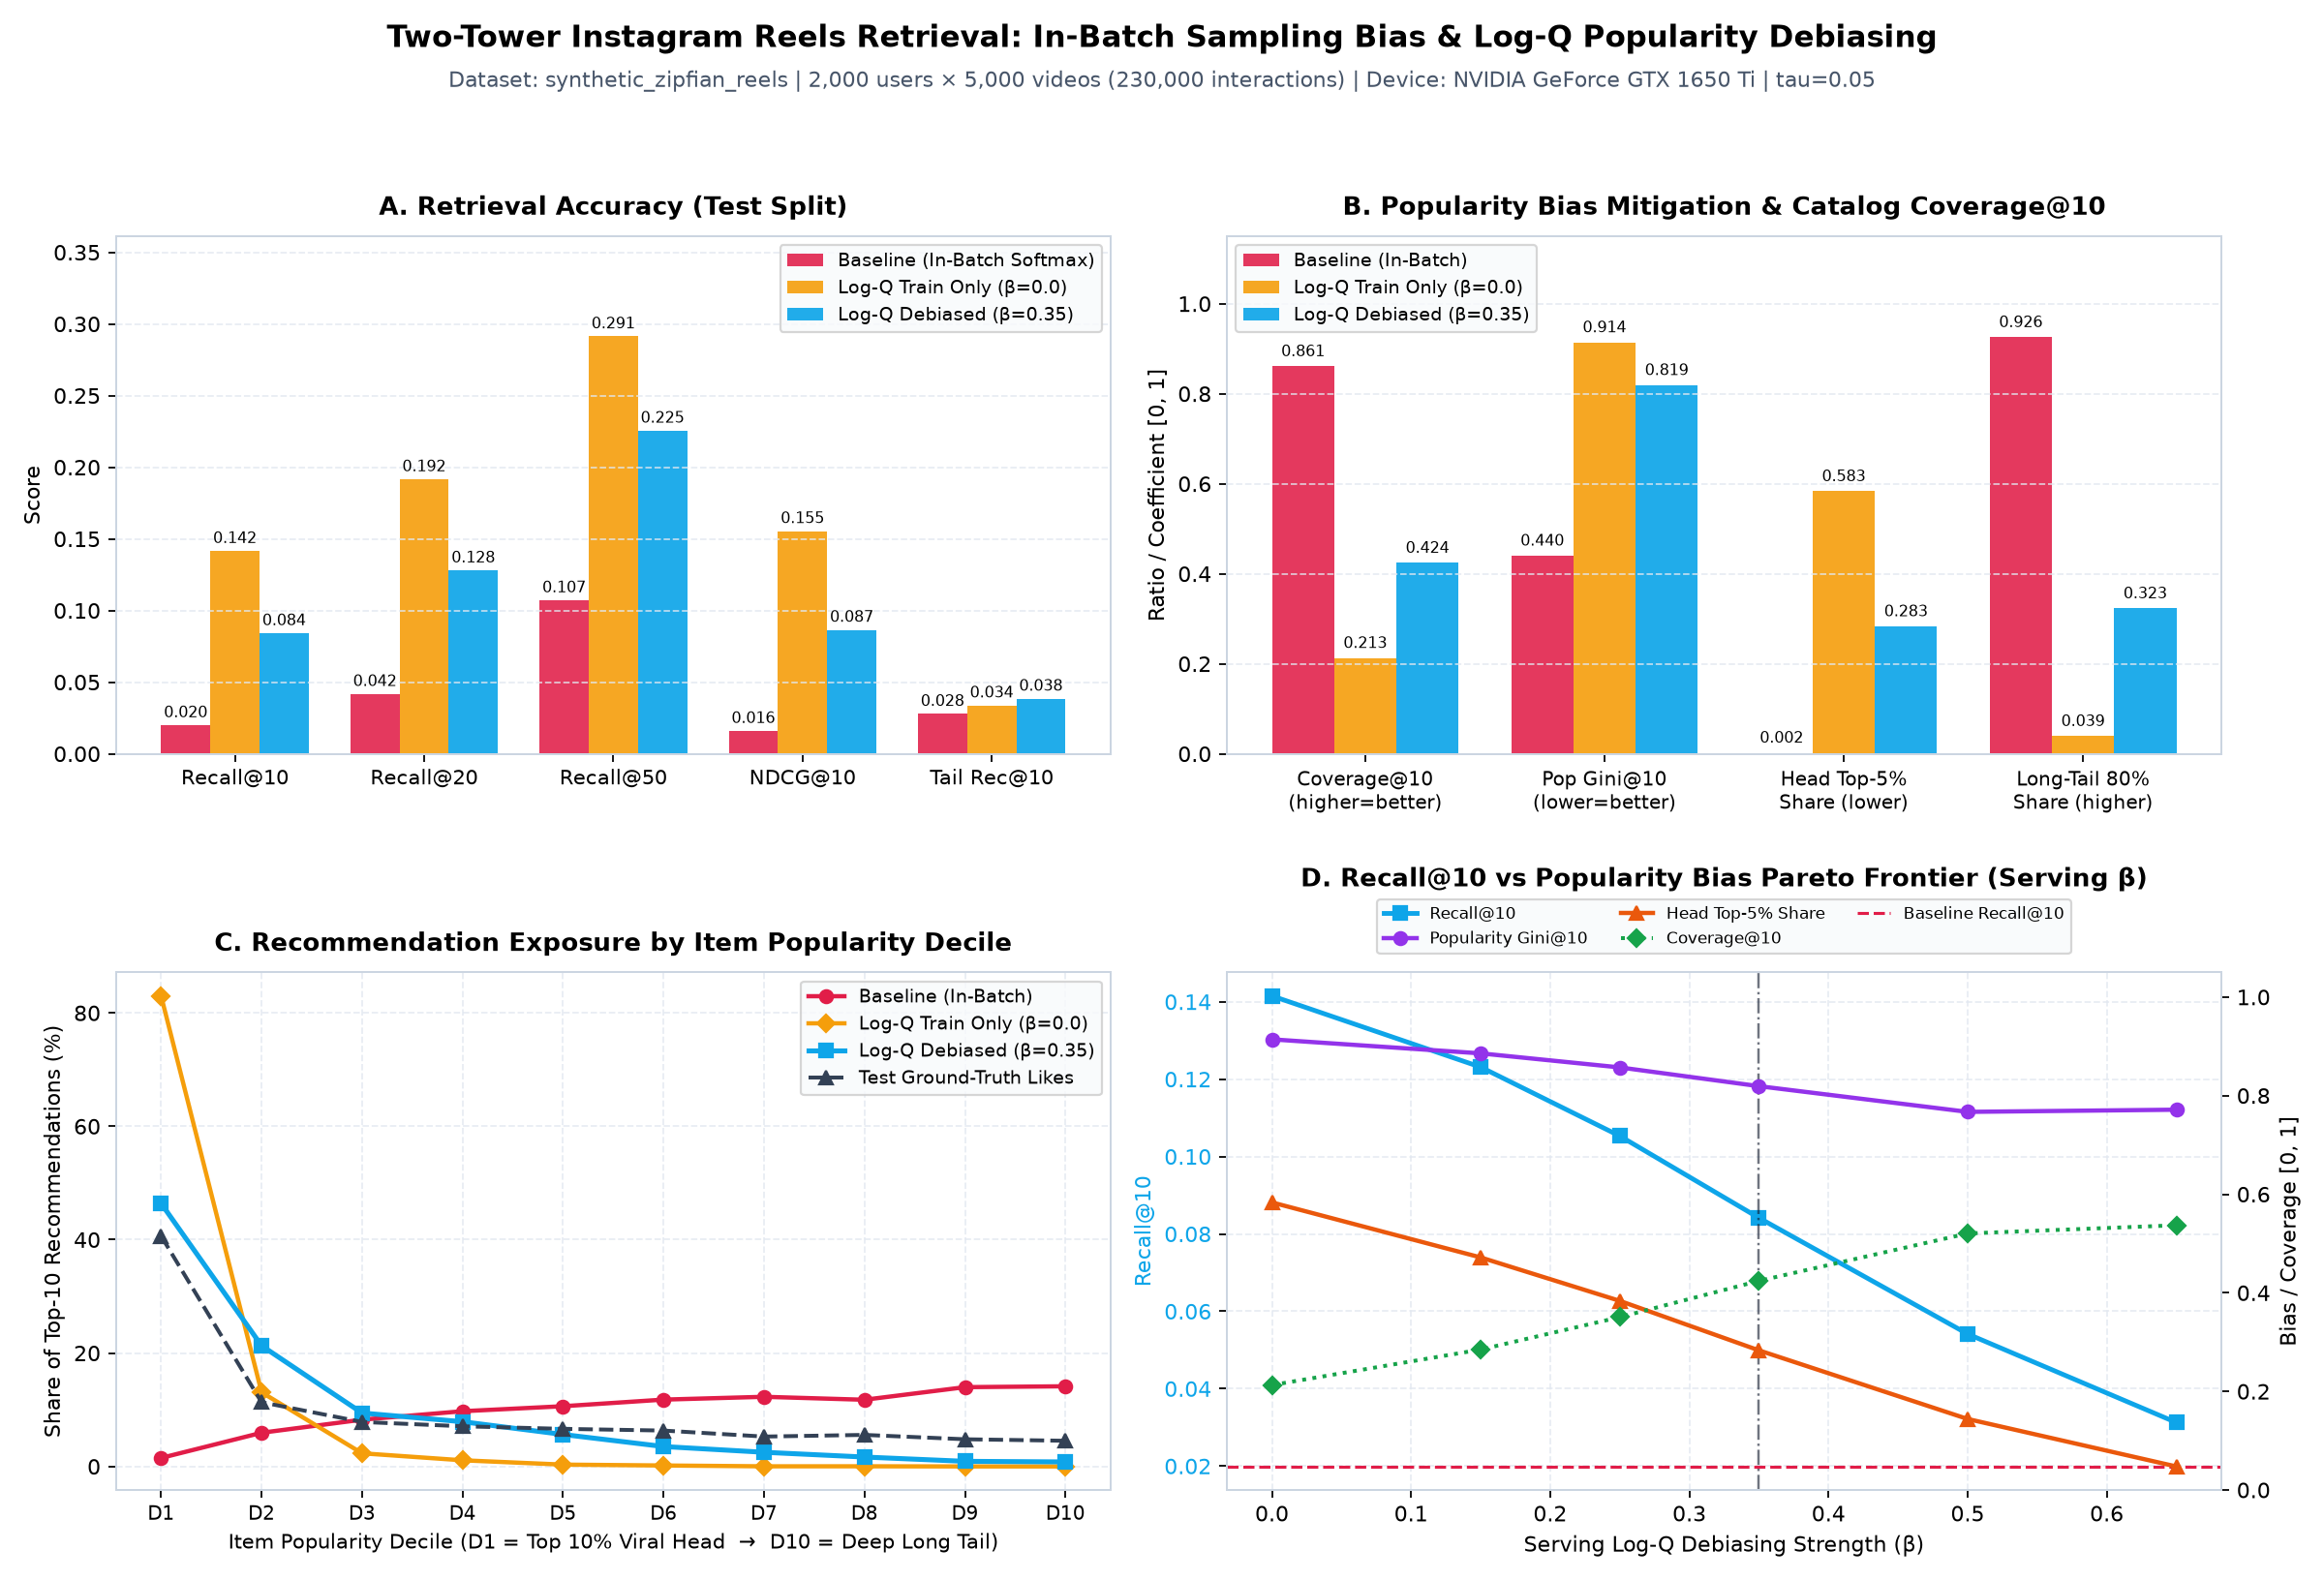 Two-Tower Instagram Reels Retrieval: In-Batch Sampling Bias & Log-Q Popularity Debiasing
Dataset: synthetic_zipfian_reels | 2,000 users × 5,000 videos (230,000 interactions) | Device: NVIDIA GeForce GTX 1650 Ti | tau=0.05
A. Retrieval Accuracy (Test Split)
Score
0.35
0.30
0.25
0.20
0.15
0.10
0.05
0.00
Baseline (In-Batch Softmax)
Log-Q Train Only (β=0.0)
Log-Q Debiased (β=0.35)
0.020
0.142
0.084
0.042
0.192
0.128
0.107
0.291
0.225
0.016
0.155
0.087
0.028
0.034
0.038
Recall@10
Recall@20
Recall@50
NDCG@10
Tail Rec@10
B. Popularity Bias Mitigation & Catalog Coverage@10
Ratio / Coefficient [0, 1]
1.0
0.8
0.6
0.4
0.2
0.0
Baseline (In-Batch)
Log-Q Train Only (β=0.0)
Log-Q Debiased (β=0.35)
0.861
0.213
0.424
0.440
0.914
0.819
0.002
0.583
0.283
0.926
0.039
0.323
Coverage@10
(higher=better)
Pop Gini@10
(lower=better)
Head Top-5%
Share (lower)
Long-Tail 80%
Share (higher)
C. Recommendation Exposure by Item Popularity Decile
Share of Top-10 Recommendations (%)
80
60
40
20
0
Baseline (In-Batch)
Log-Q Train Only (β=0.0)
Log-Q Debiased (β=0.35)
Test Ground-Truth Likes
D1
D2
D3
D4
D5
D6
D7
D8
D9
D10
Item Popularity Decile (D1 = Top 10% Viral Head → D10 = Deep Long Tail)
D. Recall@10 vs Popularity Bias Pareto Frontier (Serving β)
Recall@10
Popularity Gini@10
Head Top-5% Share
Coverage@10
Baseline Recall@10
Recall@10
0.14
0.12
0.10
0.08
0.06
0.04
0.02
1.0
0.8
0.6
0.4
0.2
0.0
Bias / Coverage [0, 1]
0.0
0.1
0.2
0.3
0.4
0.5
0.6
Serving Log-Q Debiasing Strength (β)